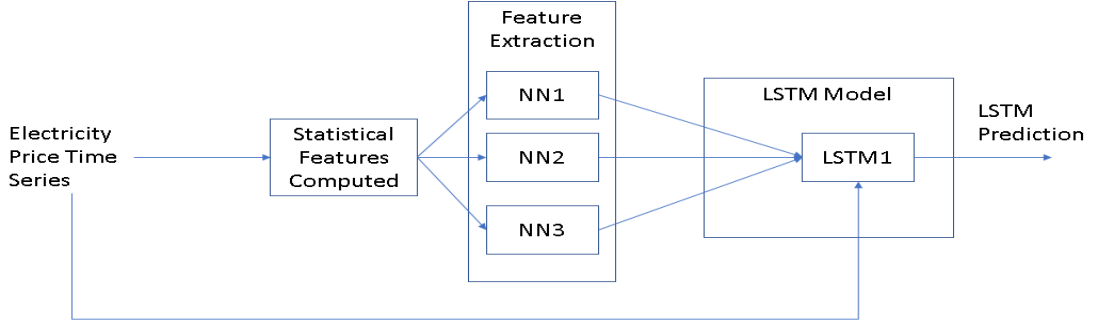 Electricity
Price Time
Series
Statistical
Features
Computed
Feature
Extraction
NN1
NN2
NN3
LSTM Model
LSTM1
LSTM
Prediction